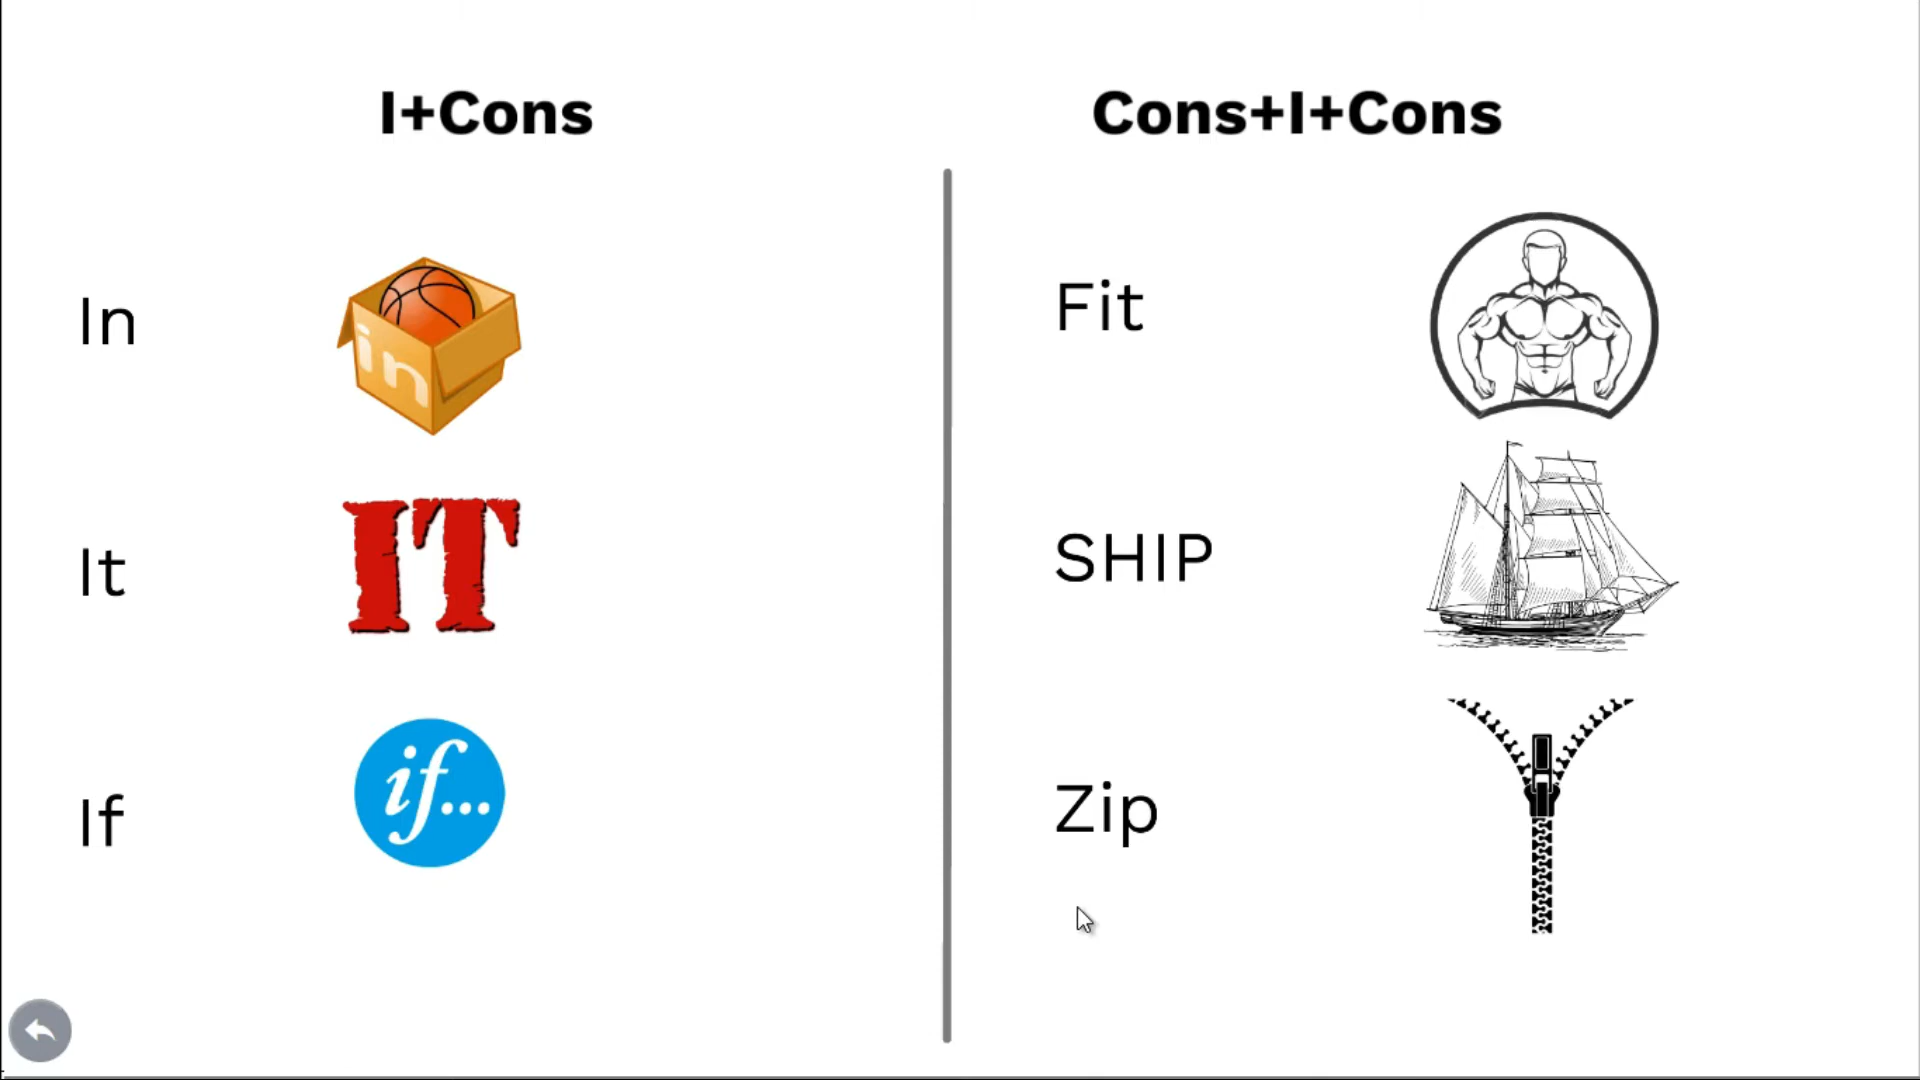 I+Cons
In
in
It
IT
If
if...
Cons+I+Cons
Fit
SHIP
Zip